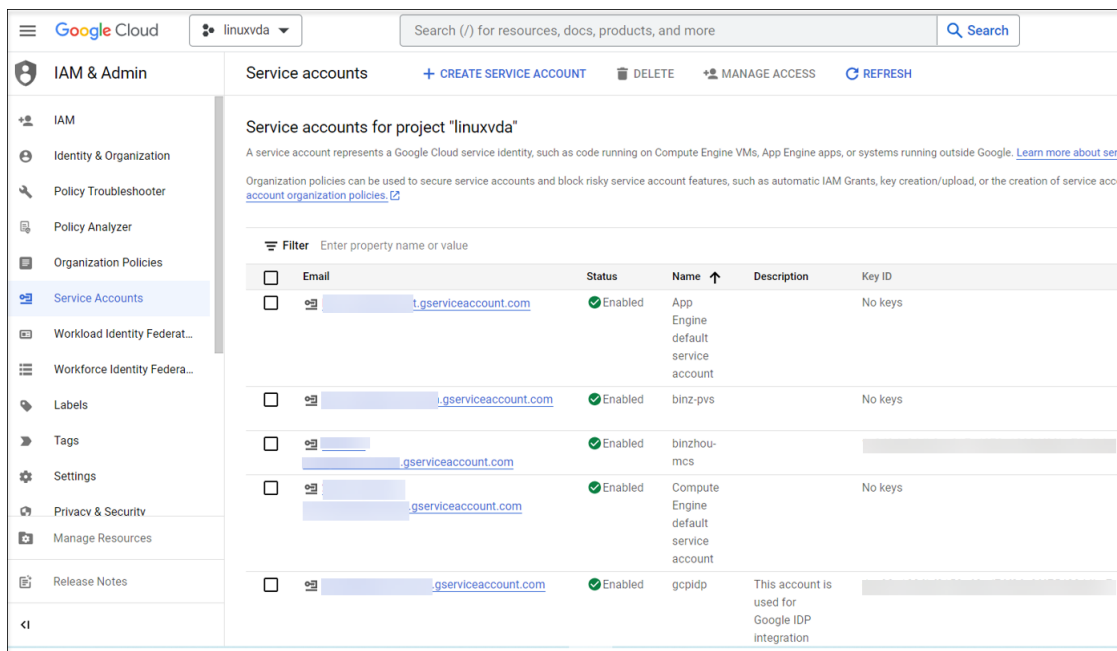 Google Cloud
linuxvda
Search (/) for resources, docs, products, and more
Search
IAM & Admin
Service accounts
+ CREATE SERVICE ACCOUNT
DELETE
MANAGE ACCESS
REFRESH
IAM
Identity & Organization
Policy Troubleshooter
Policy Analyzer
Organization Policies
Service Accounts
Workload Identity Federat...
Workforce Identity Federa...
Labels
Tags
Settings
Privacy & Security
Manage Resources
Release Notes
Service accounts for project "linuxvda"
A service account represents a Google Cloud service identity, such as code running on Compute Engine VMs, App Engine apps, or systems running outside Google. Learn more about ser
Organization policies can be used to secure service accounts and block risky service account features, such as automatic IAM Grants, key creation/upload, or the creation of service acc
account organization policies.
Filter Enter property name or value
Email Status Name Description Key ID
t.gserviceaccount.com Enabled App No keys
Engine
default
service
account
.gserviceaccount.com Enabled binz-pvs No keys
Enabled binzhou-
.gserviceaccount.com mcs
Enabled Compute No keys
.gserviceaccount.com Engine
default
service
account
.gserviceaccount.com Enabled gcpidp This account is
used for
Google IDP
integration